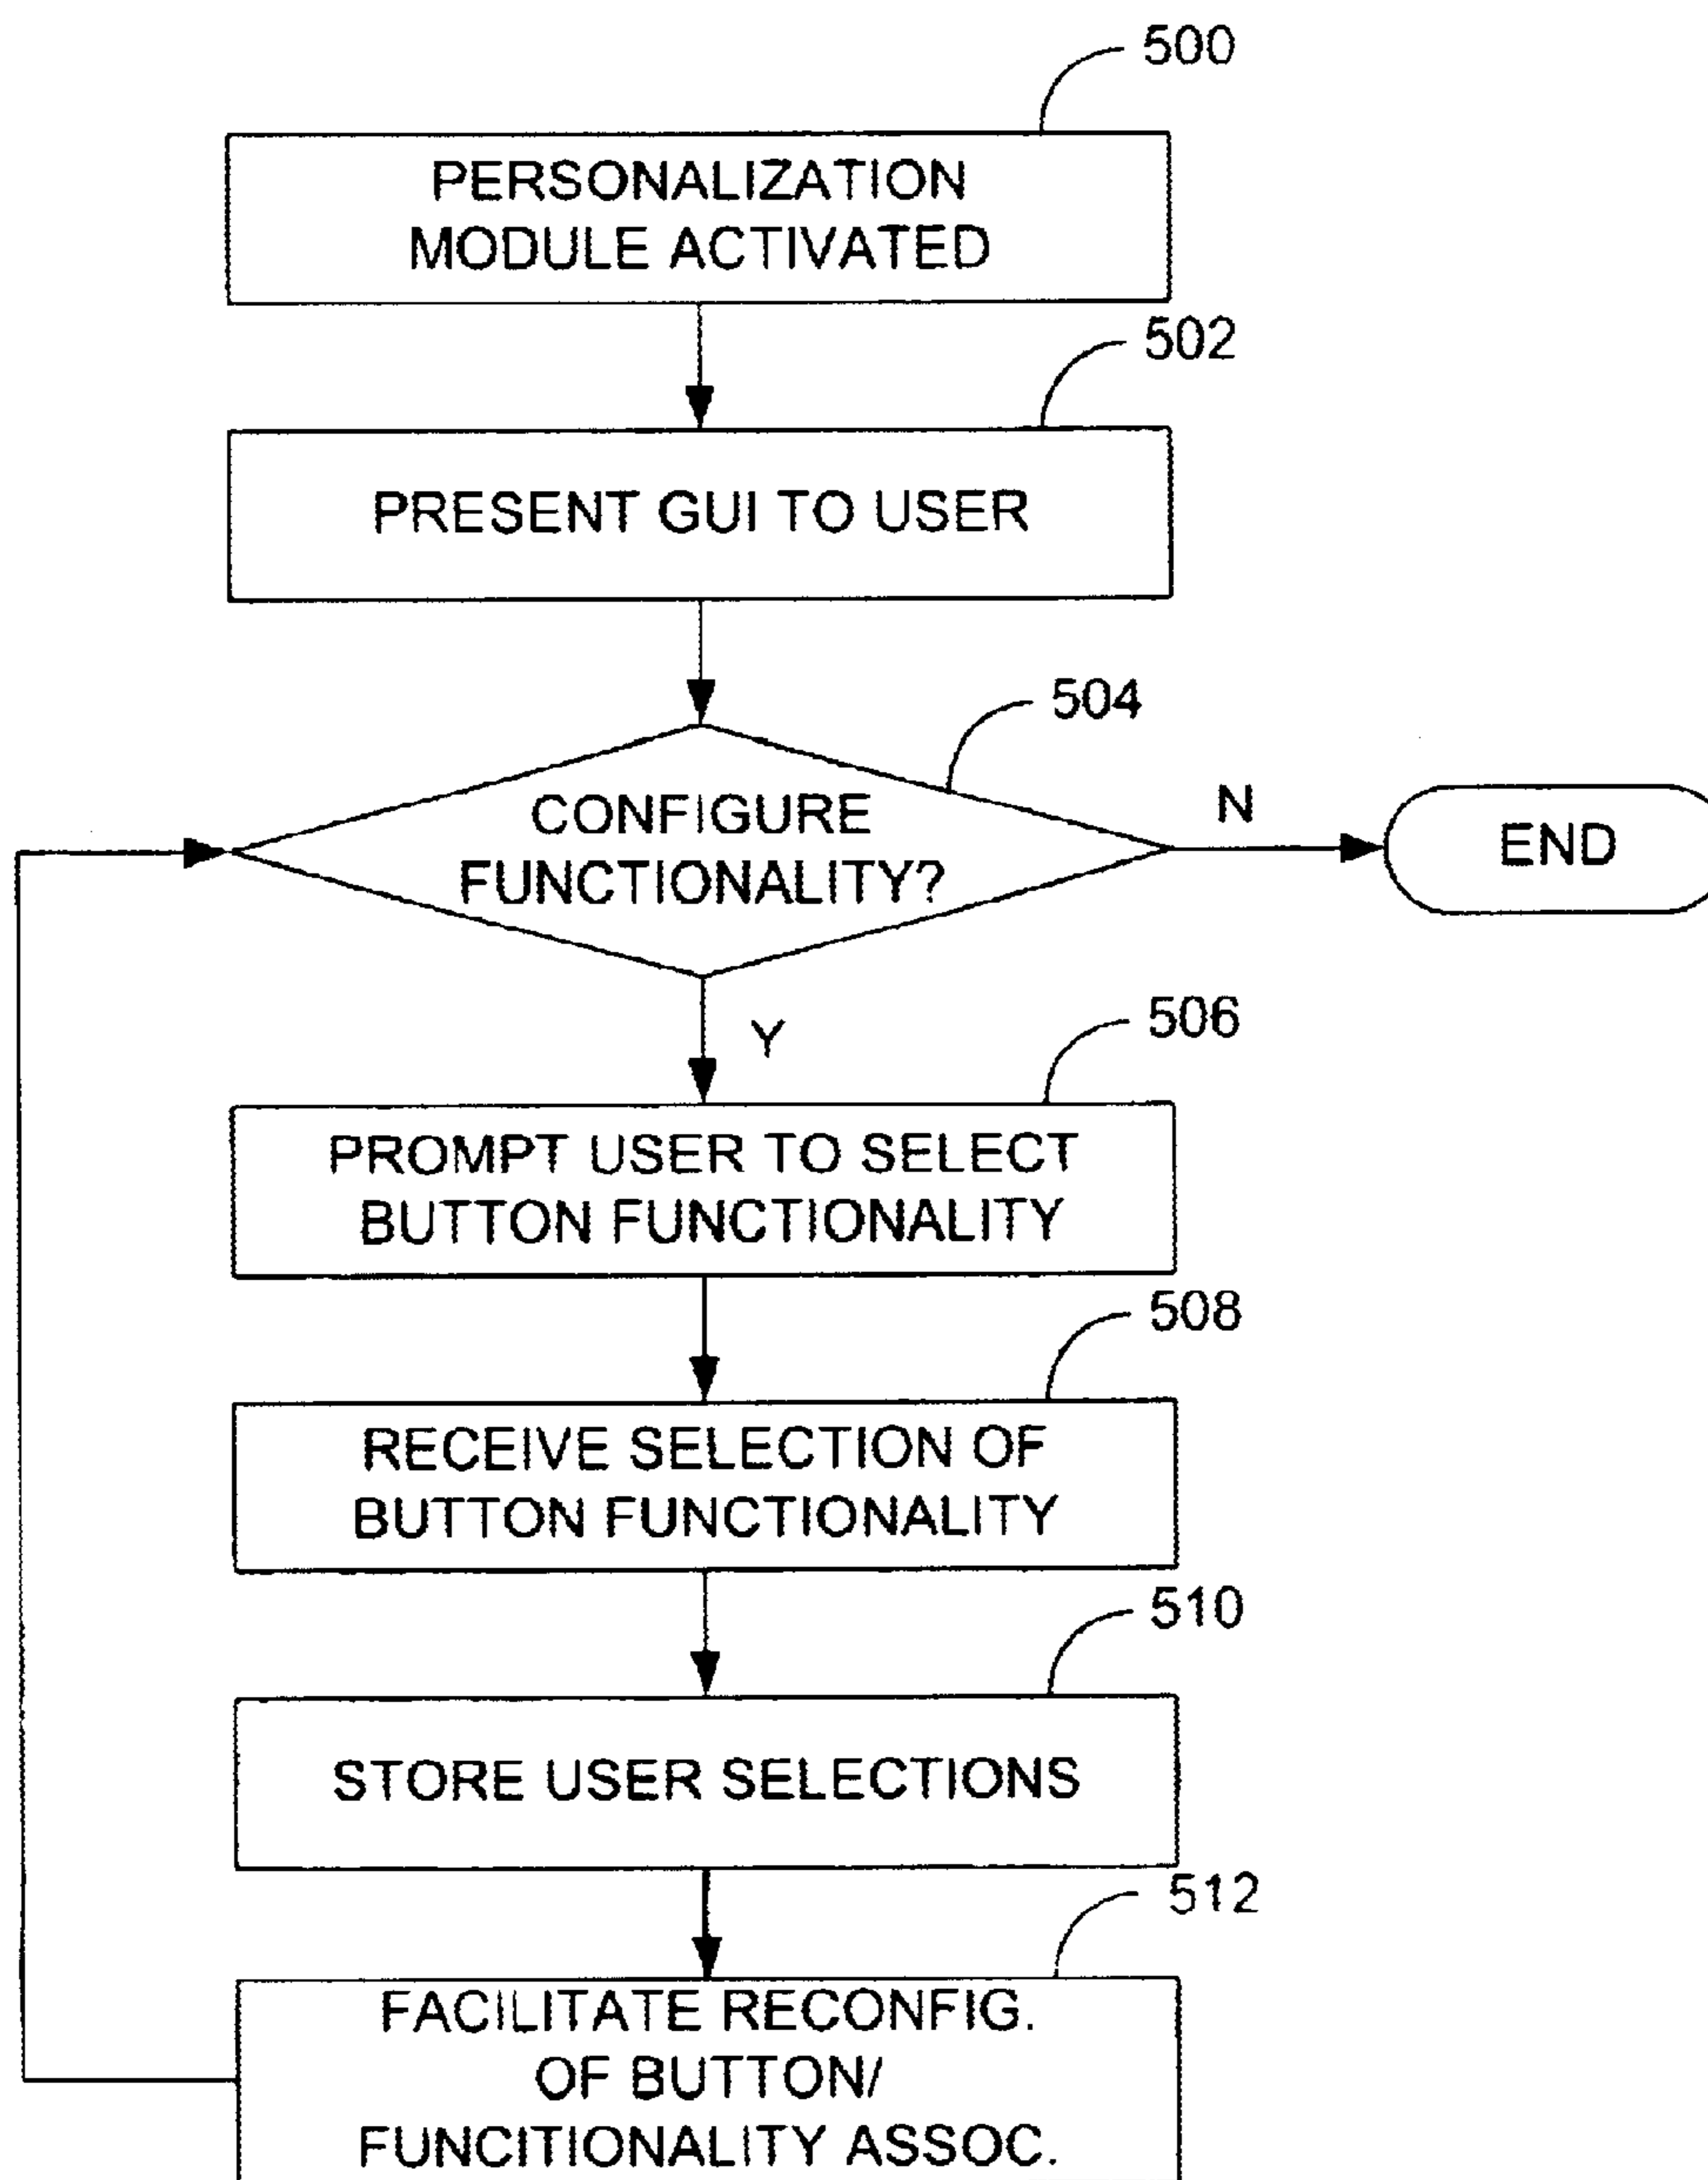 500
PERSONALIZATION
MODULE ACTIVATED
502
PRESENT GUI TO USER
504
CONFIGURE
FUNCTIONALITY?
N
END
Y
506
PROMPT USER TO SELECT
BUTTON FUNCTIONALITY
508
RECEIVE SELECTION OF
BUTTON FUNCTIONALITY
510
STORE USER SELECTIONS
512
FACILITATE RECONFIG.
OF BUTTON/
FUNCITIONALITY ASSOC.